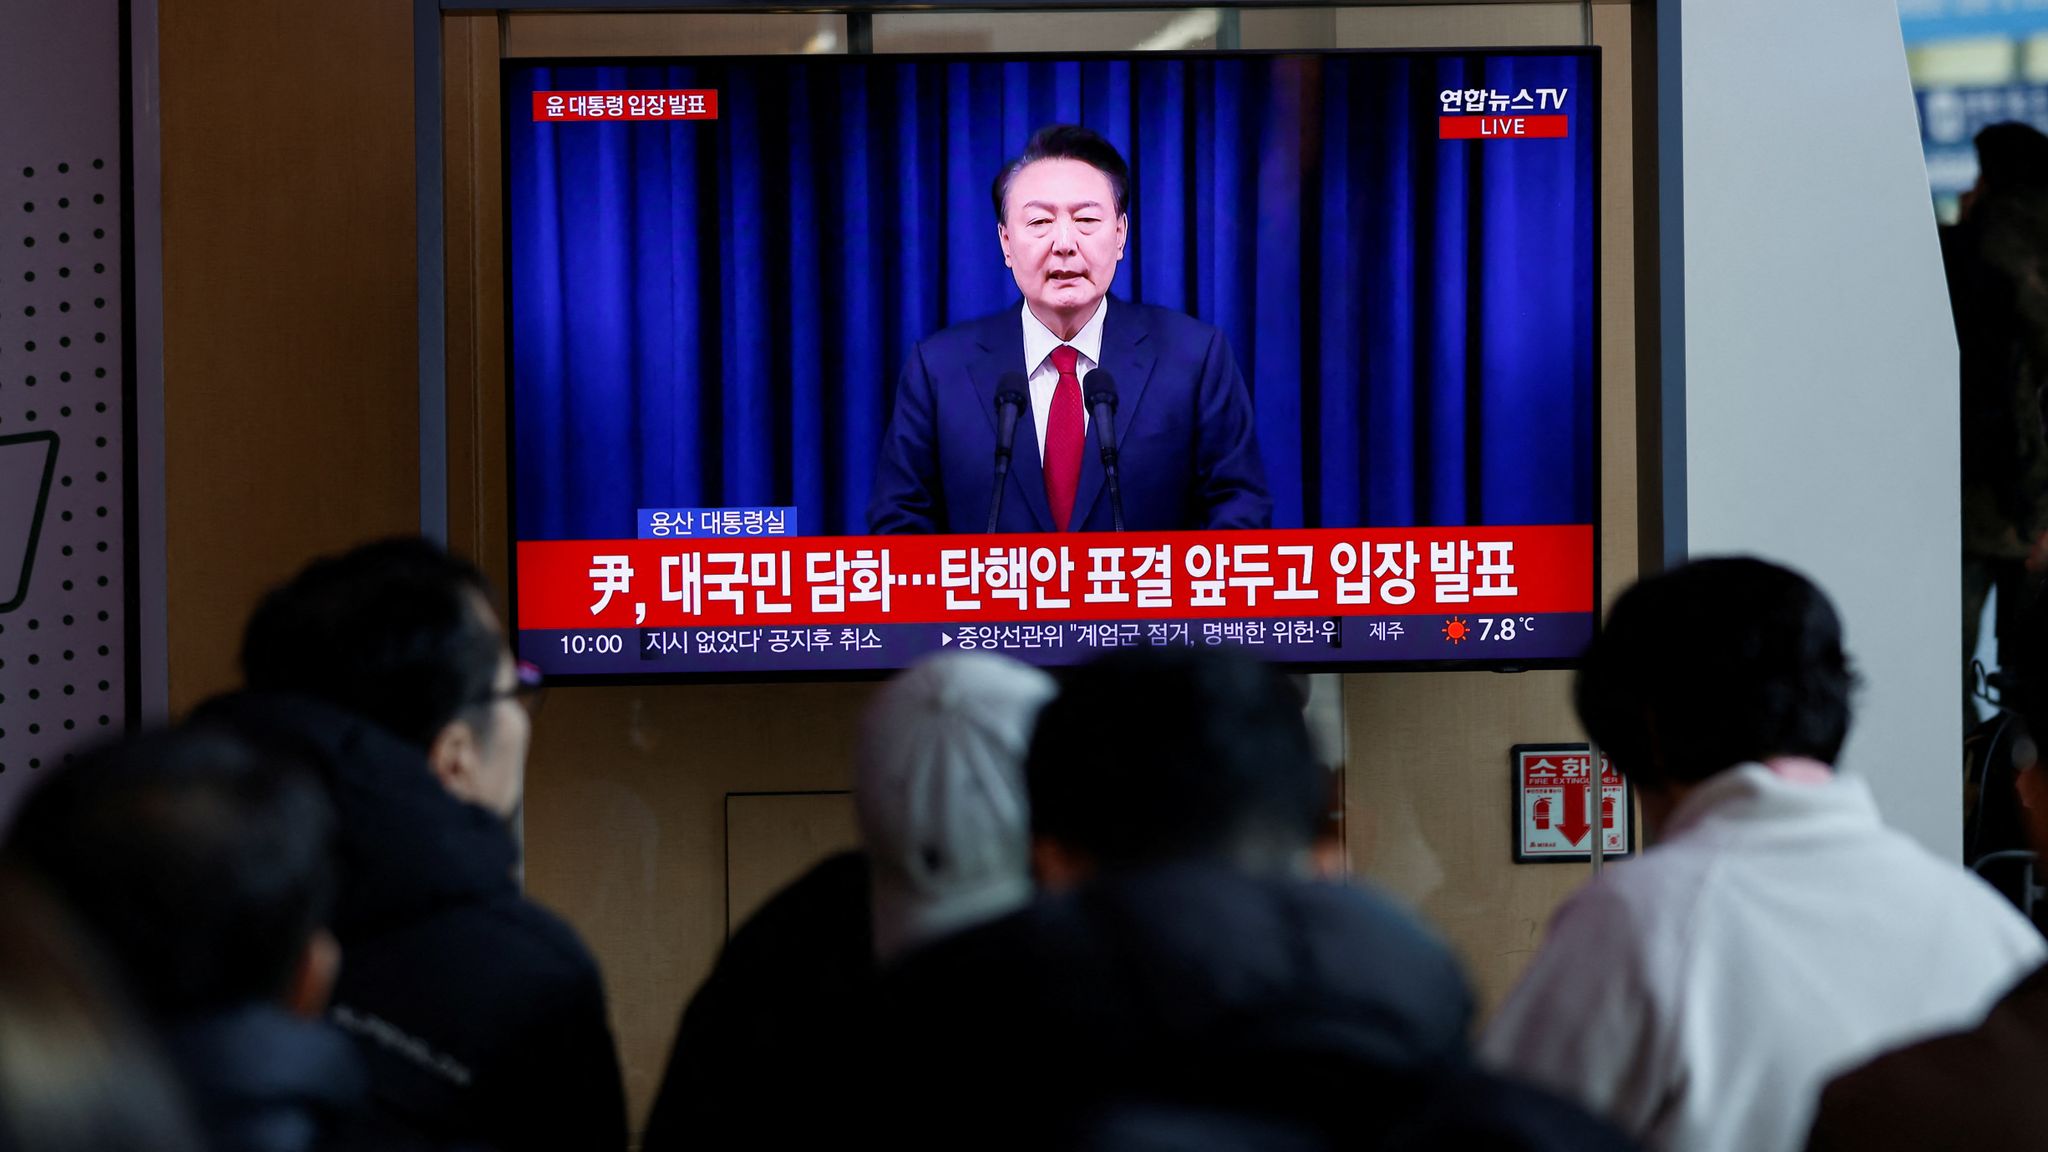 윤 대통령 입장 발표
연합뉴스TV
LIVE
용산 대통령실
尹, 대국민 담화…탄핵안 표결 앞두고 입장 발표
10:00 지시 없었다' 공지후 취소 ▶중앙선관위 "계엄군 점거, 명백한 위헌·위 제주 7.8℃
소화기
FIRE EXTINGUISHER